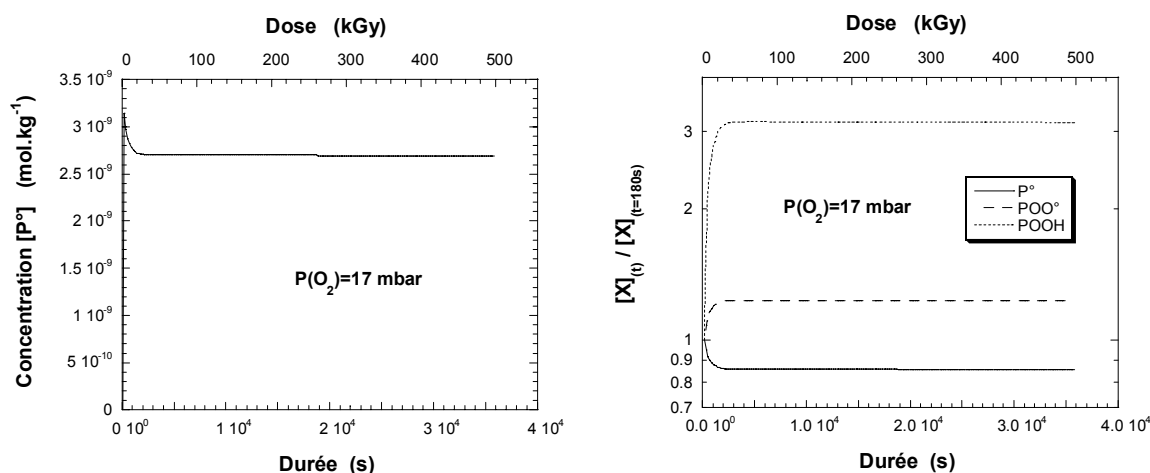 Dose (kGy)
0 100 200 300 400 500
3.5 10-9
3 10-9
2.5 10-9
2 10-9
1.5 10-9
1 10-9
5 10-10
0
Concentration [P°] (mol.kg-1)
P(O2)=17 mbar
0 100 1 104 2 104 3 104 4 104
Durée (s)
Dose (kGy)
0 100 200 300 400 500
3
2
1
0.9
0.8
0.7
[X](t) / [X](t=180s)
P(O2)=17 mbar
P°
POO°
POOH
0.0 100 1.0 104 2.0 104 3.0 104 4.0 104
Durée (s)